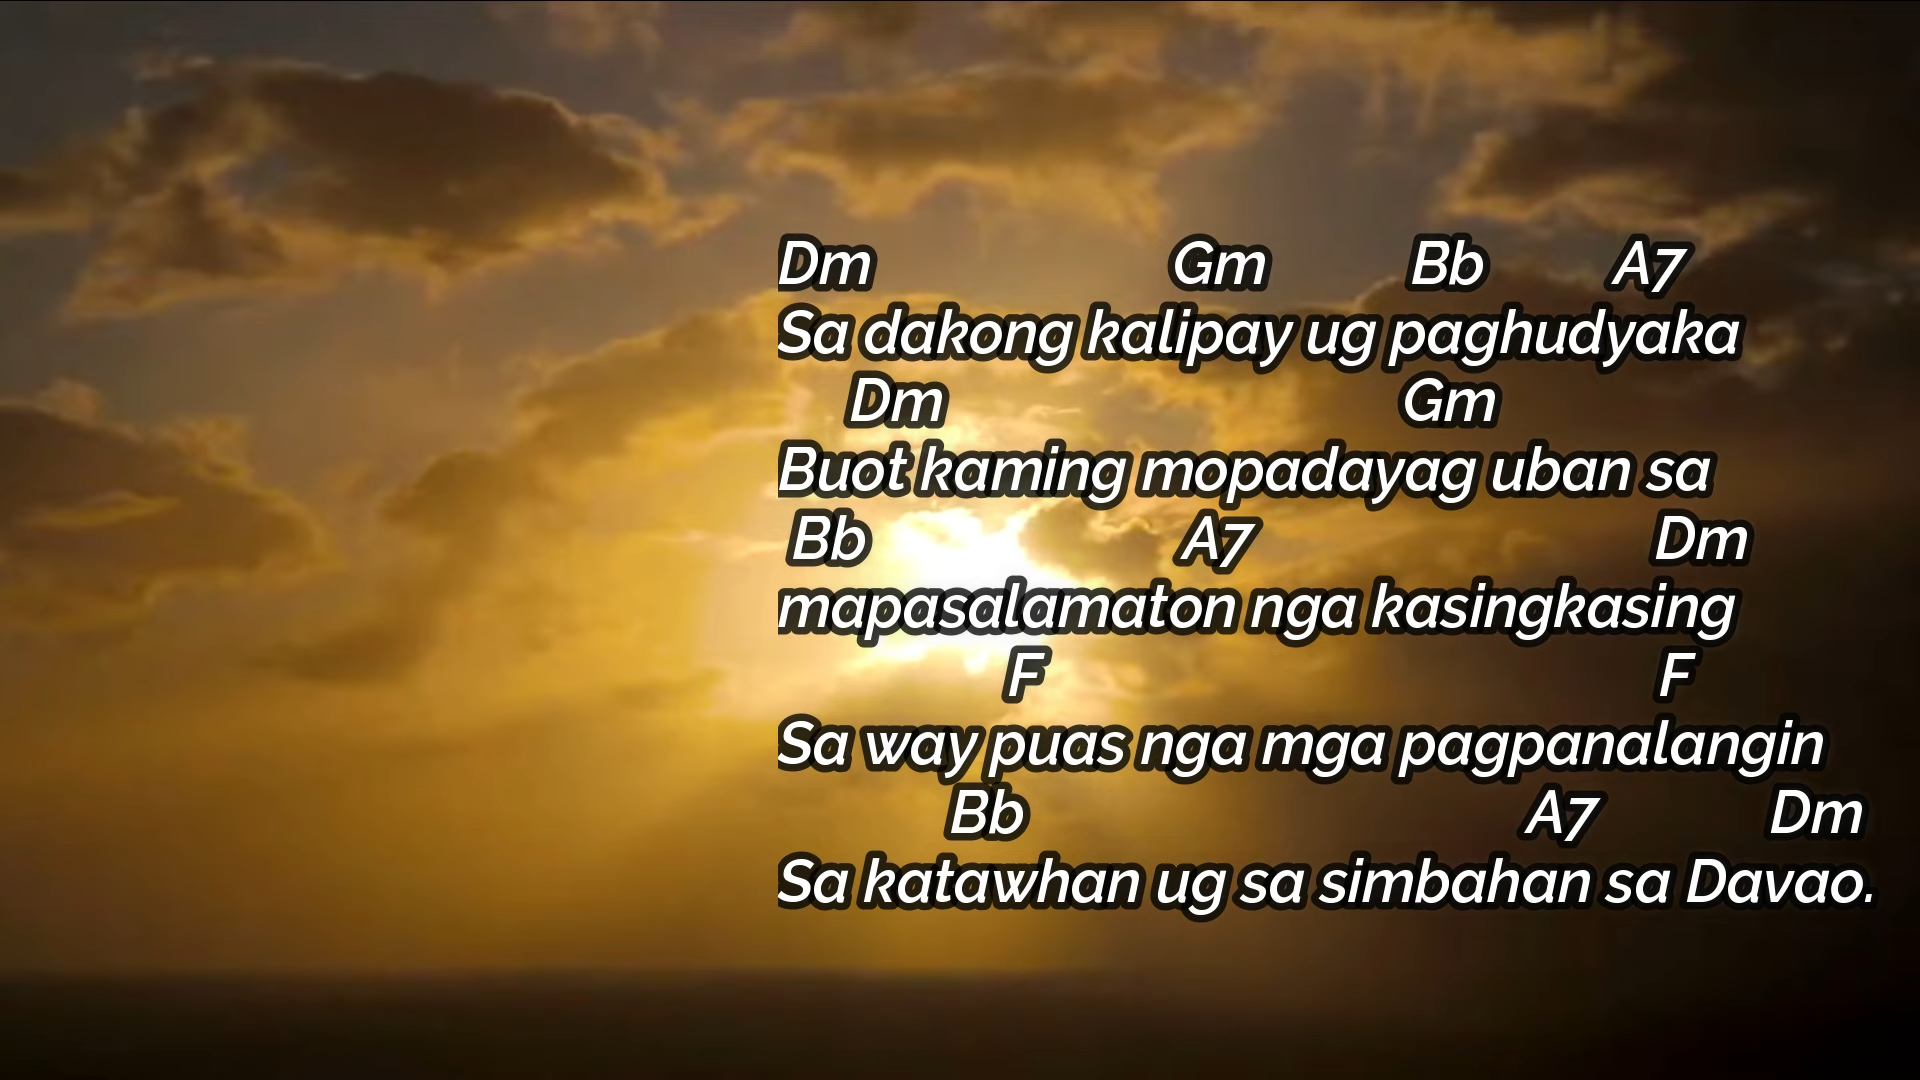 Dm Gm Bb A7
Sa dakong kalipay ug paghudyaka
Dm Gm
Buot kaming mopadayag uban sa
Bb A7 Dm
mapasalamaton nga kasingkasing
F F
Sa way puas nga mga pagpanalangin
Bb A7 Dm
Sa katawhan ug sa simbahan sa Davao.